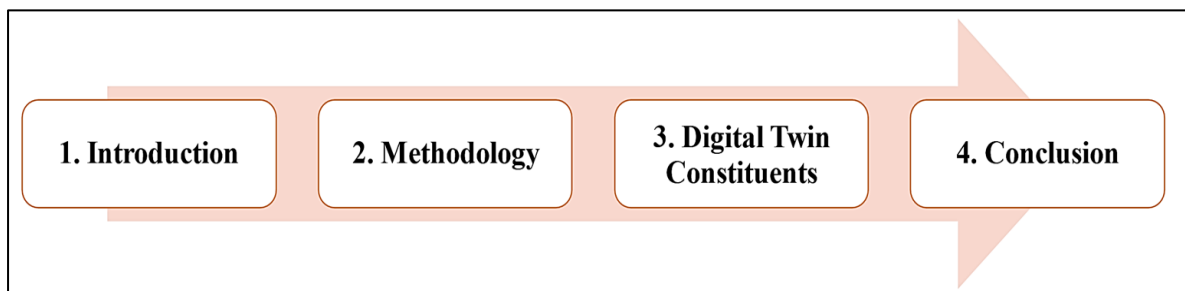 1. Introduction
2. Methodology
3. Digital Twin
Constituents
4. Conclusion